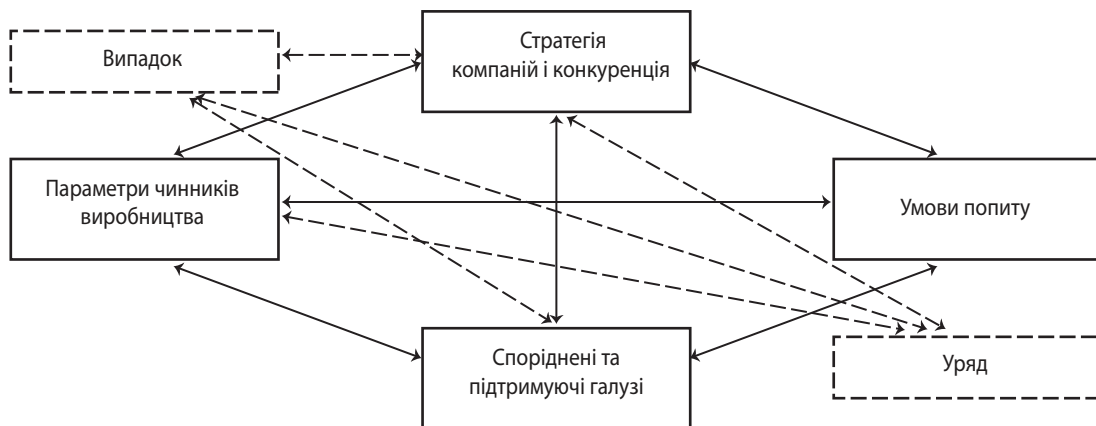 Випадок
Стратегія
компаній і конкуренція
Параметри чинників
виробництва
Умови попиту
Споріднені та
підтримуючі галузі
Уряд